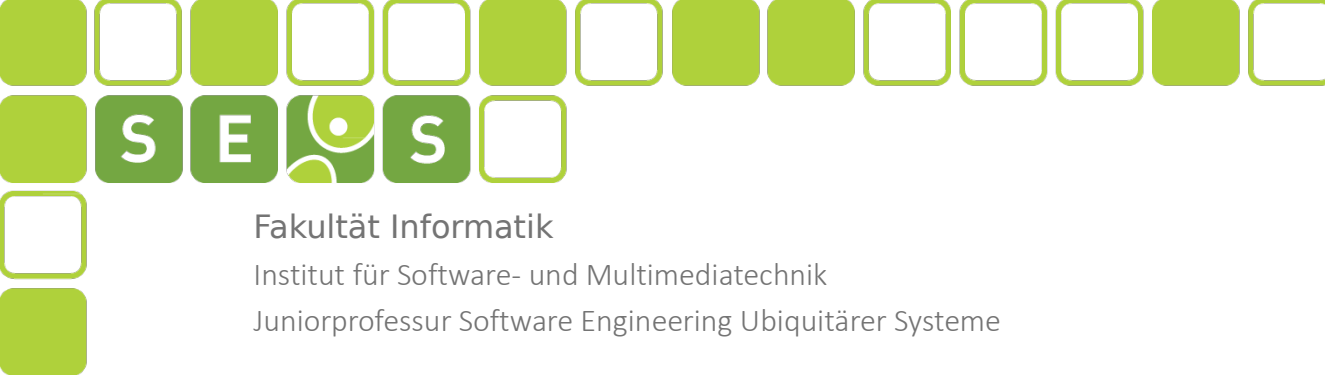 S E S
Fakultät Informatik
Institut für Software- und Multimediatechnik
Juniorprofessur Software Engineering Ubiquitärer Systeme